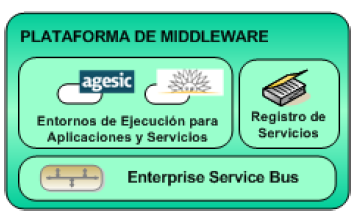 PLATAFORMA DE MIDDLEWARE
agesic
Entornos de Ejecución para
Aplicaciones y Servicios
Registro de
Servicios
Enterprise Service Bus